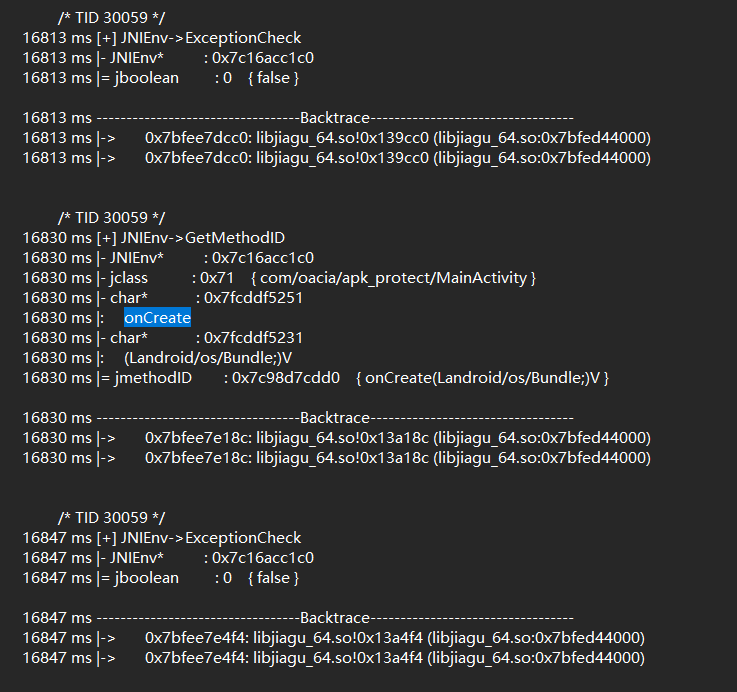 /* TID 30059 */
16813 ms [+] JNIEnv->ExceptionCheck
16813 ms |- JNIEnv* : 0x7c16acc1c0
16813 ms |= jboolean : 0 { false }
16813 ms ----------------------------------Backtrace----------------------------------
16813 ms |-> 0x7bfee7dcc0: libjiagu_64.so!0x139cc0 (libjiagu_64.so:0x7bfed44000)
16813 ms |-> 0x7bfee7dcc0: libjiagu_64.so!0x139cc0 (libjiagu_64.so:0x7bfed44000)
/* TID 30059 */
16830 ms [+] JNIEnv->GetMethodID
16830 ms |- JNIEnv* : 0x7c16acc1c0
16830 ms |- jclass : 0x71 { com/oacia/apk_protect/MainActivity }
16830 ms |- char* : 0x7fcddf5251
16830 ms |: onCreate
16830 ms |- char* : 0x7fcddf5231
16830 ms |: (Landroid/os/Bundle;)V
16830 ms |= jmethodID : 0x7c98d7cdd0 { onCreate(Landroid/os/Bundle;)V }
16830 ms ----------------------------------Backtrace----------------------------------
16830 ms |-> 0x7bfee7e18c: libjiagu_64.so!0x13a18c (libjiagu_64.so:0x7bfed44000)
16830 ms |-> 0x7bfee7e18c: libjiagu_64.so!0x13a18c (libjiagu_64.so:0x7bfed44000)
/* TID 30059 */
16847 ms [+] JNIEnv->ExceptionCheck
16847 ms |- JNIEnv* : 0x7c16acc1c0
16847 ms |= jboolean : 0 { false }
16847 ms ----------------------------------Backtrace----------------------------------
16847 ms |-> 0x7bfee7e4f4: libjiagu_64.so!0x13a4f4 (libjiagu_64.so:0x7bfed44000)
16847 ms |-> 0x7bfee7e4f4: libjiagu_64.so!0x13a4f4 (libjiagu_64.so:0x7bfed44000)